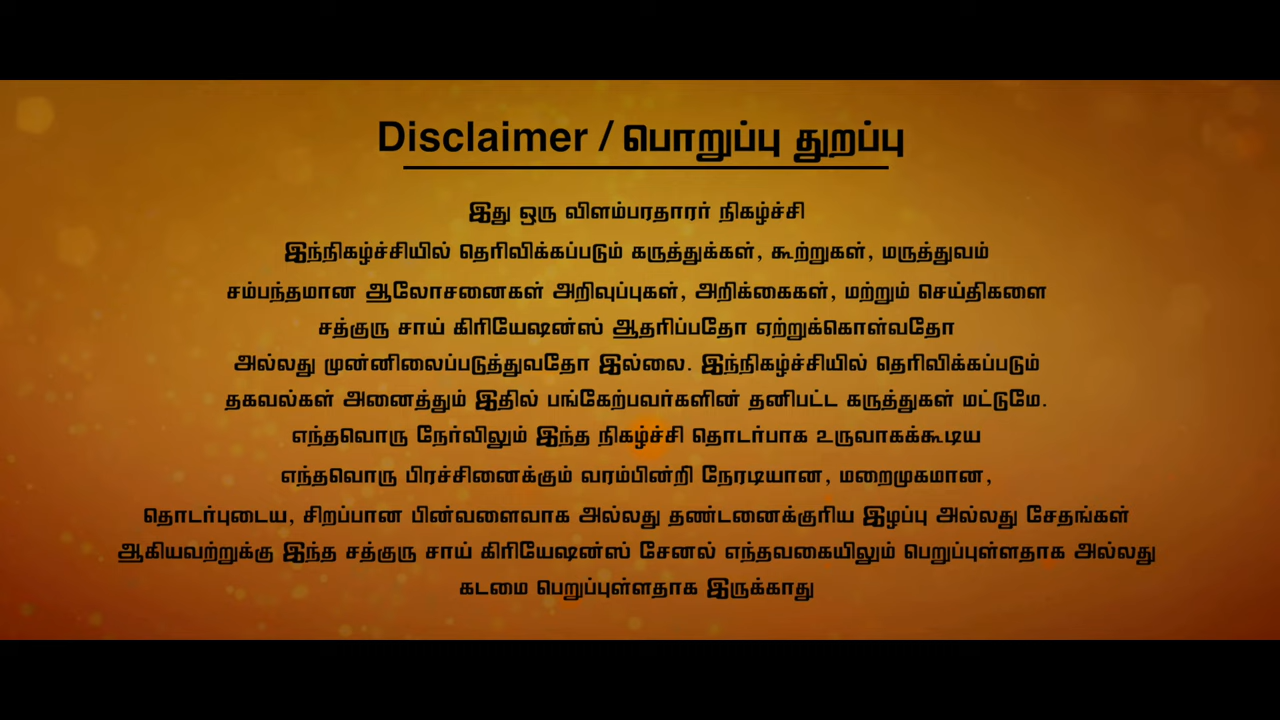 Disclaimer / பொறுப்பு துறப்பு
இது ஒரு விளம்பரதாரர் நிகழ்ச்சி
இந்நிகழ்ச்சியில் தெரிவிக்கப்படும் கருத்துக்கள், கூற்றுகள், மருத்துவம்
சம்பந்தமான ஆலோசனைகள் அறிவுப்புகள், அறிக்கைகள், மற்றும் செய்திகளை
சத்குரு சாய் கிரியேஷன்ஸ் ஆதரிப்பதோ ஏற்றுக்கொள்வதோ
அல்லது முன்னிலைப்படுத்துவதோ இல்லை. இந்நிகழ்ச்சியில் தெரிவிக்கப்படும்
தகவல்கள் அனைத்தும் இதில் பங்கேற்பவர்களின் தனிபட்ட கருத்துகள் மட்டுமே.
எந்தவொரு நேர்விலும் இந்த நிகழ்ச்சி தொடர்பாக உருவாகக்கூடிய
எந்தவொரு பிரச்சினைக்கும் வரம்பின்றி நேரடியான, மறைமுகமான,
தொடர்புடைய, சிறப்பான பின்வளைவாக அல்லது தண்டனைக்குரிய இழப்பு அல்லது சேதங்கள்
ஆகியவற்றுக்கு இந்த சத்குரு சாய் கிரியேஷன்ஸ் சேனல் எந்தவகையிலும் பெறுப்புள்ளதாக அல்லது
கடமை பெறுப்புள்ளதாக இருக்காது